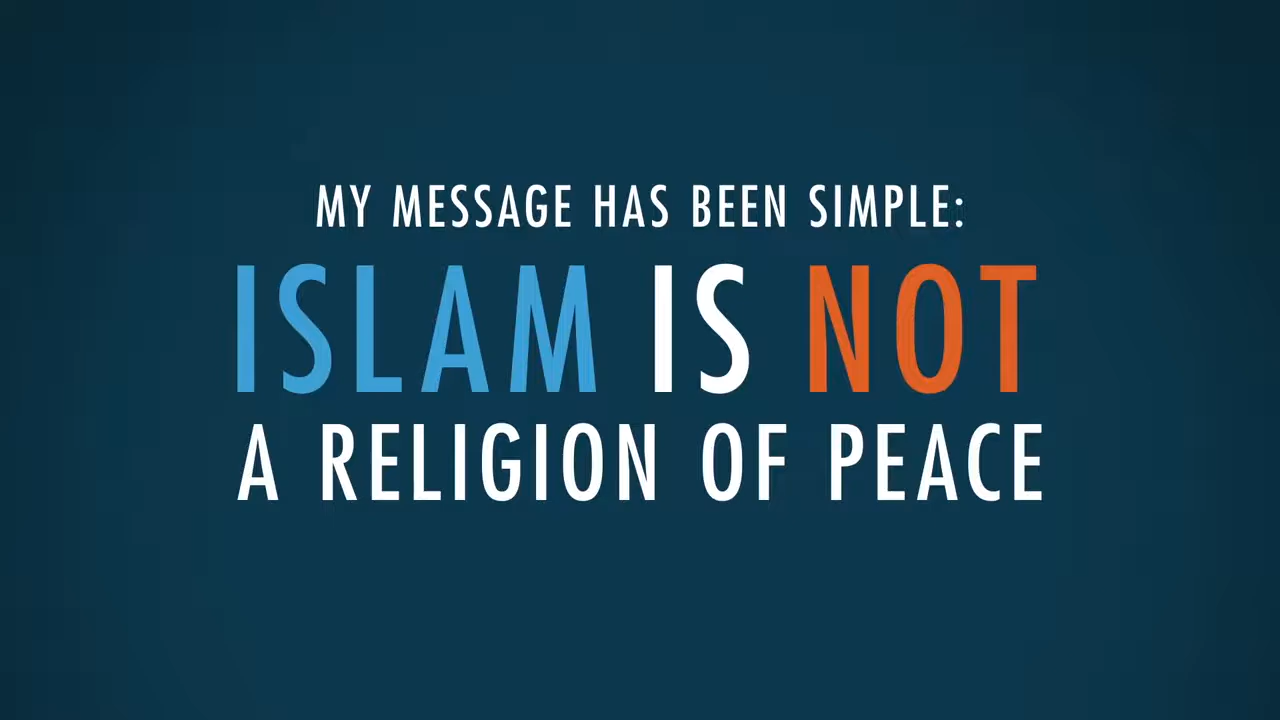 MY MESSAGE HAS BEEN SIMPLE:
ISLAM IS NOT
A RELIGION OF PEACE